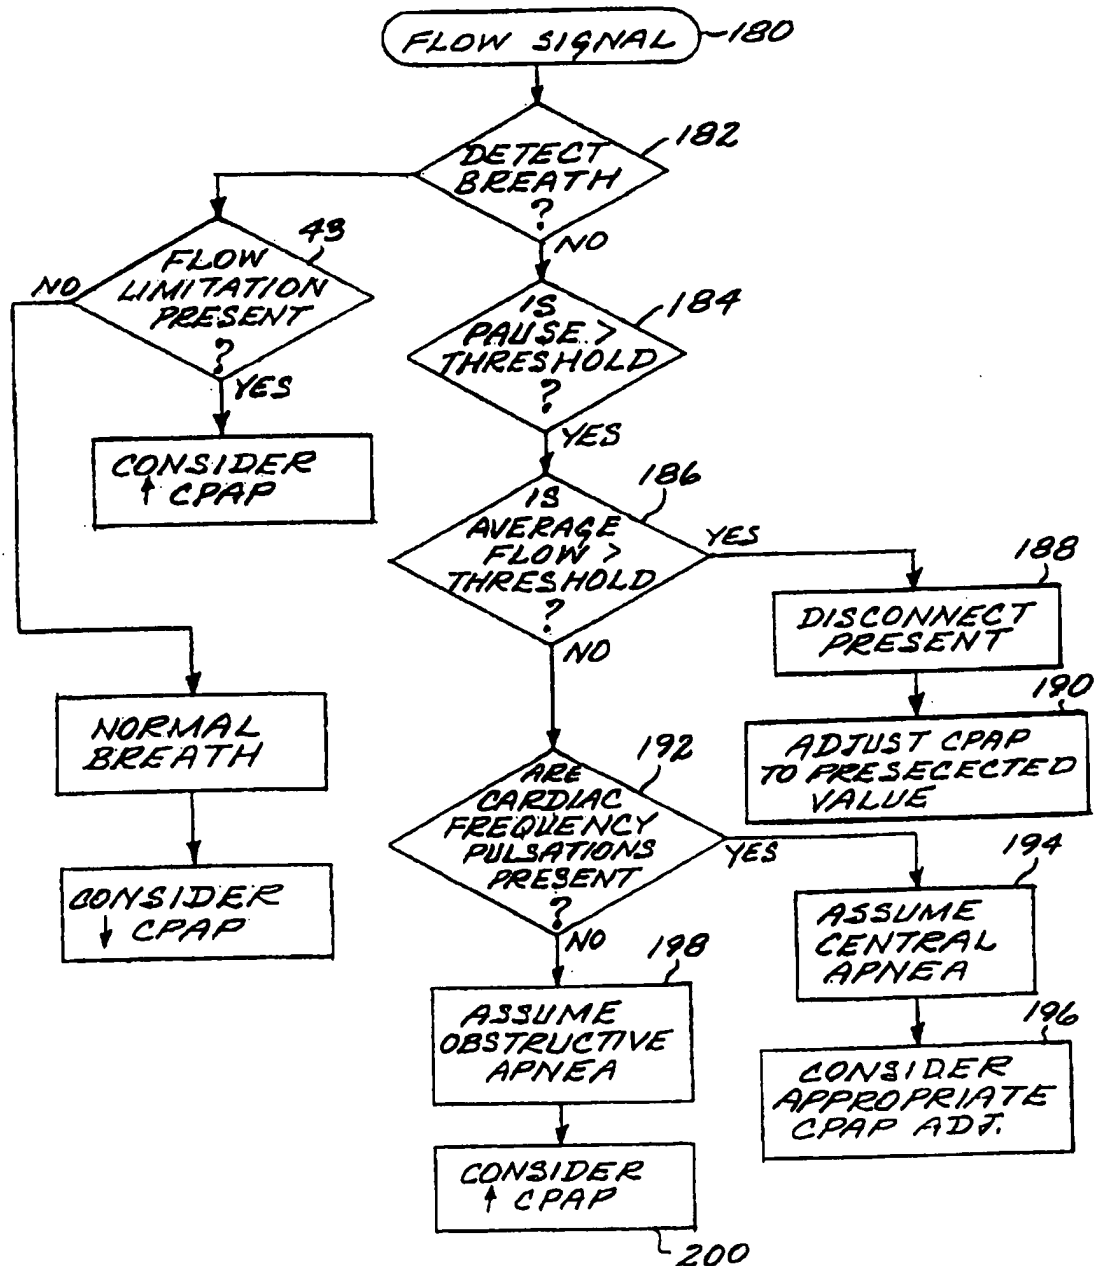 FLOW SIGNAL
180
DETECT
BREATH
?
182
NO
FLOW
LIMITATION
PRESENT
?
43
NO
YES
IS
PAUSE >
THRESHOLD
?
184
YES
CONSIDER
↑ CPAP
IS
AVERAGE
FLOW >
THRESHOLD
?
186
YES
NO
DISCONNECT
PRESENT
188
ADJUST CPAP
TO PRESECECTED
VALUE
190
NORMAL
BREATH
ARE
CARDIAC
FREQUENCY
PULSATIONS
PRESENT
?
192
YES
NO
CONSIDER
↓ CPAP
ASSUME
CENTRAL
APNEA
194
ASSUME
OBSTRUCTIVE
APNEA
198
CONSIDER
APPROPRIATE
CPAP ADJ.
196
CONSIDER
↑ CPAP
200